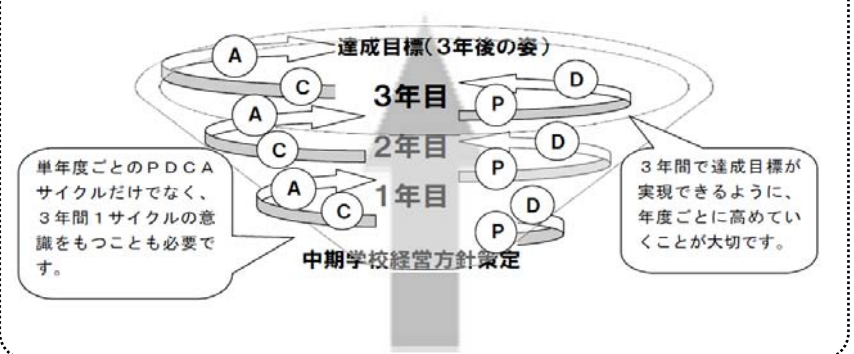 達成目標(3年後の姿)
A
D
C
3年目
P
A
D
C
2年目
P
A
D
C
1年目
P
中期学校経営方針策定
単年度ごとのPDCA
サイクルだけでなく、
3年間1サイクルの意
識をもつことも必要で
す。
3年間で達成目標が
実現できるように、
年度ごとに高めてい
くことが大切です。